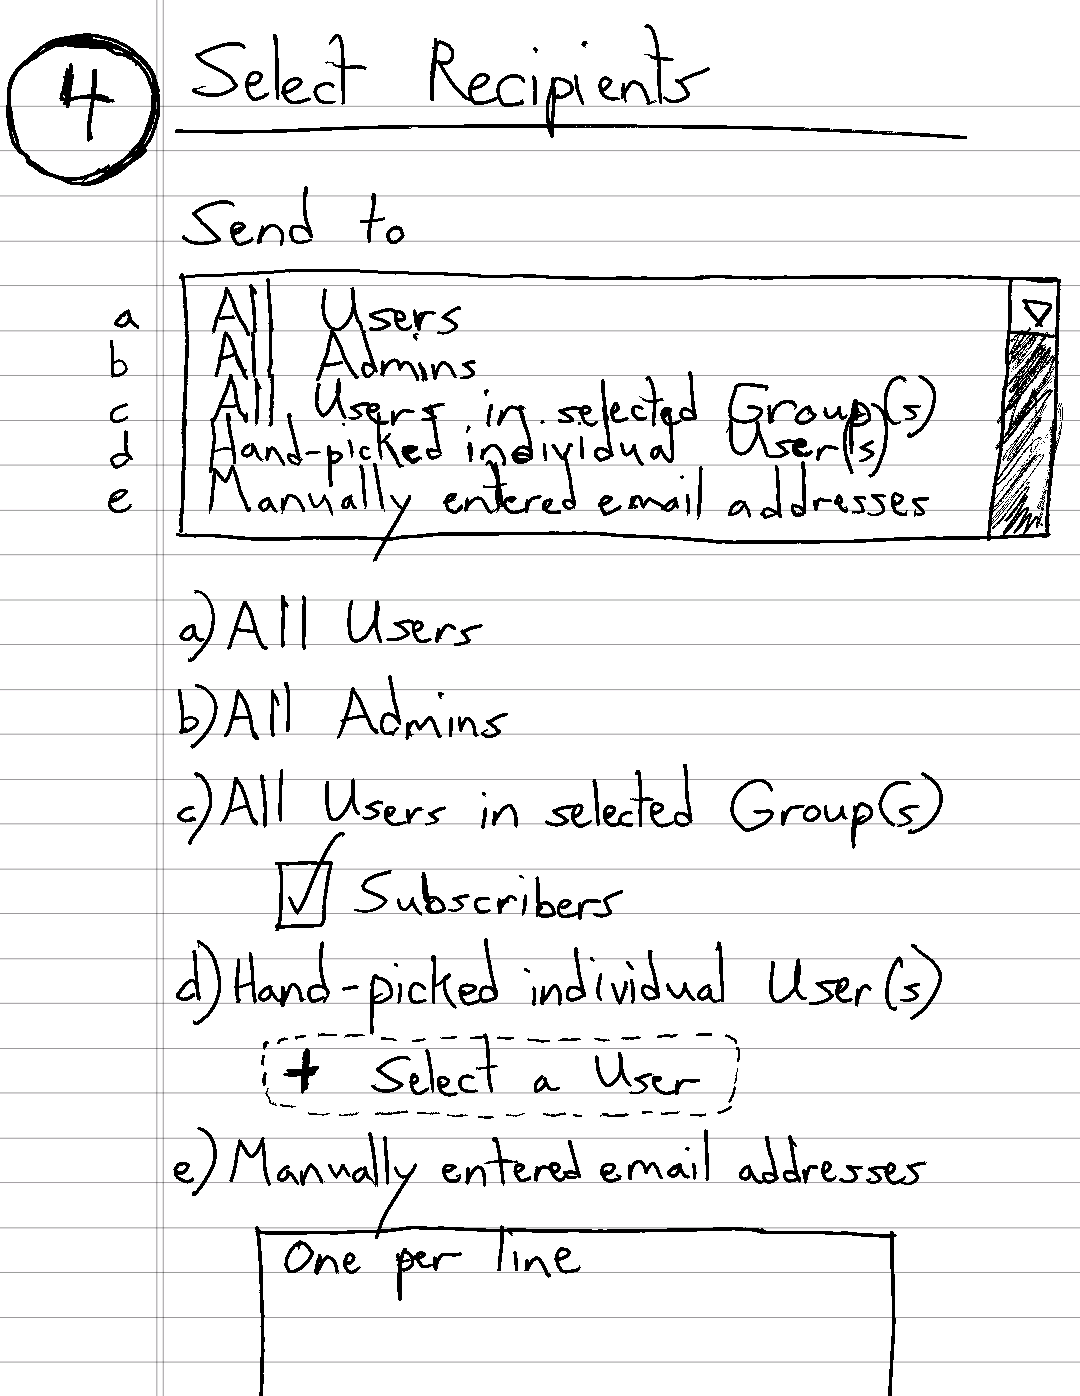 4 Select Recipients
Send to
a All Users
b All Admins
c All Users in selected Group(s)
d Hand-picked individual User(s)
e Manually entered email addresses
a) All Users
b) All Admins
c) All Users in selected Group(s)
Subscribers
d) Hand-picked individual User(s)
+ Select a User
e) Manually entered email addresses
One per line